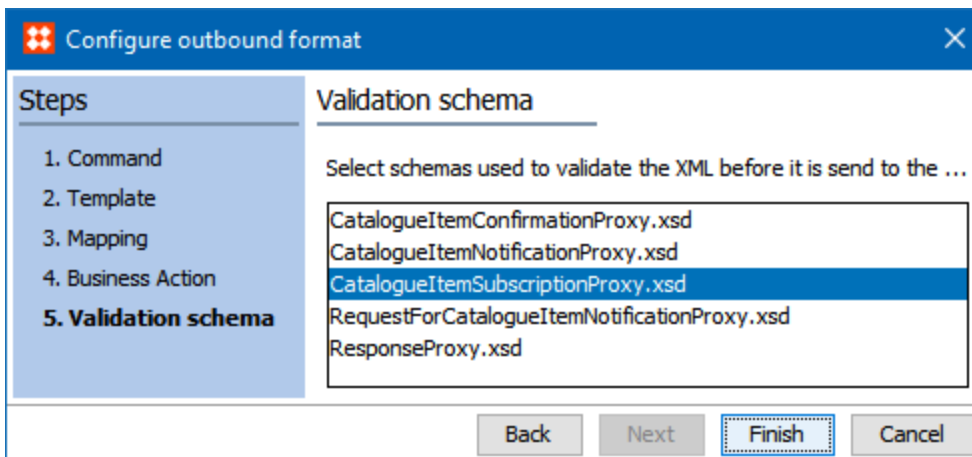 Configure outbound format
Steps
1. Command
2. Template
3. Mapping
4. Business Action
5. Validation schema
Validation schema
Select schemas used to validate the XML before it is send to the ...
CatalogueItemConfirmationProxy.xsd
CatalogueItemNotificationProxy.xsd
CatalogueItemSubscriptionProxy.xsd
RequestForCatalogueItemNotificationProxy.xsd
ResponseProxy.xsd
Back
Next
Finish
Cancel